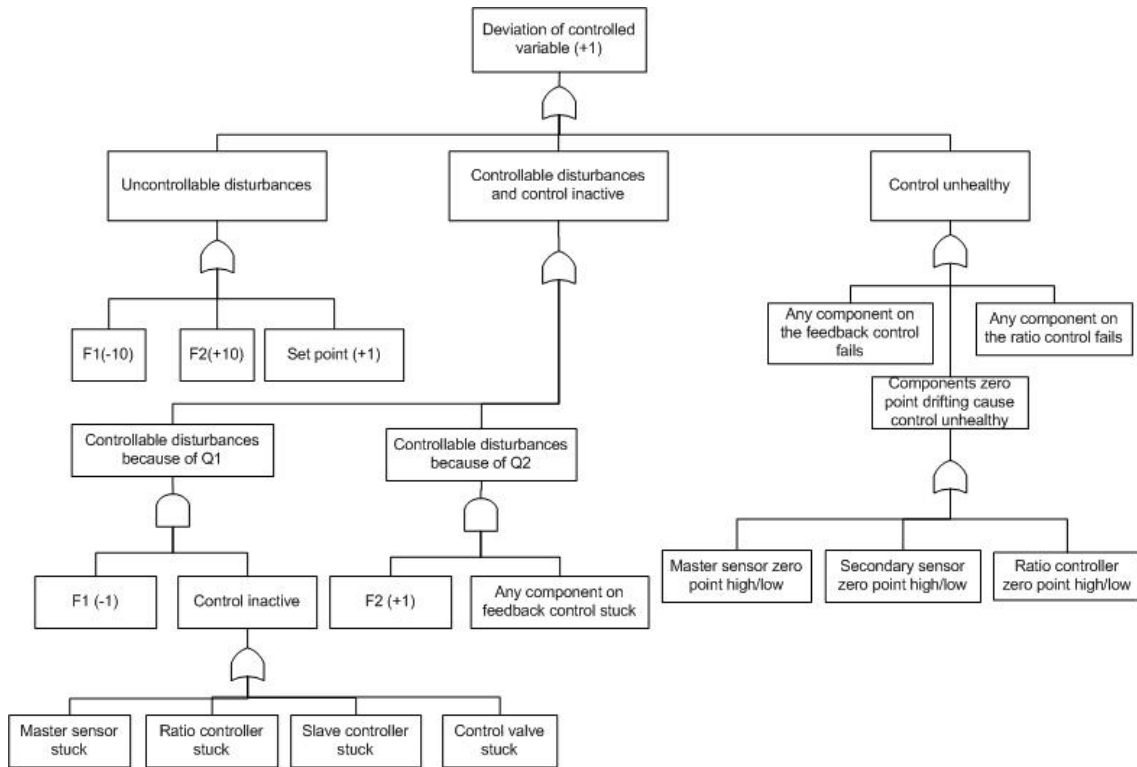 Deviation of controlled
variable (+1)
Uncontrollable disturbances
Controllable disturbances
and control inactive
Control unhealthy
F1(-10)
F2(+10)
Set point (+1)
Any component on
the feedback control
fails
Any component on
the ratio control fails
Components zero
point drifting cause
control unhealthy
Controllable disturbances
because of Q1
Controllable disturbances
because of Q2
Master sensor zero
point high/low
Secondary sensor
zero point high/low
Ratio controller
zero point high/low
F1 (-1)
Control inactive
F2 (+1)
Any component on
feedback control stuck
Master sensor
stuck
Ratio controller
stuck
Slave controller
stuck
Control valve
stuck